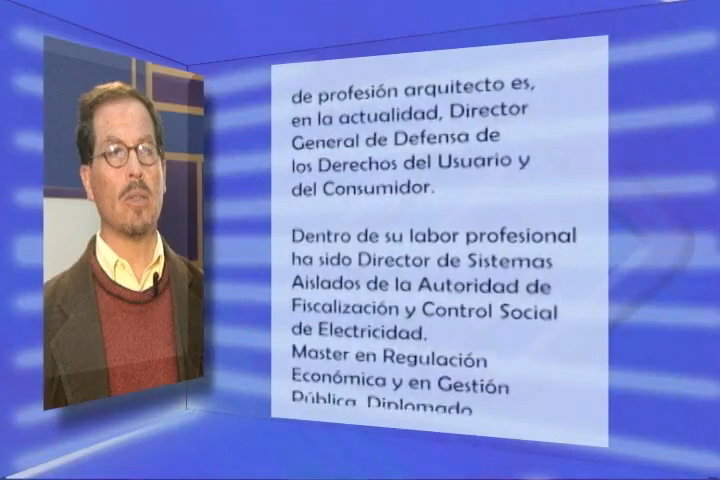 de profesión arquitecto es,
en la actualidad, Director
General de Defensa de
los Derechos del Usuario y
del Consumidor.
Dentro de su labor profesional
ha sido Director de Sistemas
Aislados de la Autoridad de
Fiscalización y Control Social
de Electricidad.
Master en Regulación
Económica y en Gestión
Pública, Diplomado